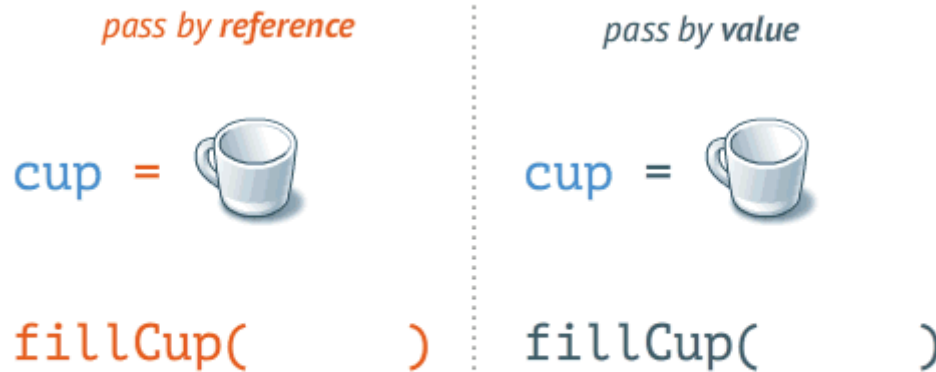 pass by reference
pass by value
cup =
cup =
fillCup( )
fillCup( )